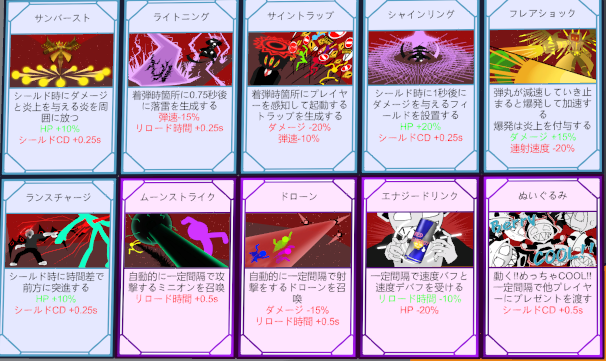 サンバースト
シールド時にダメージ
と炎上を与える炎を周
囲に放つ
HP +10%
シールドCD +0.25s
ライトニング
着弾時箇所に0.75秒後
に落雷を生成する
弾速-15%
リロード時間 +0.25s
サイントラップ
着弾時箇所にプレイヤ
ーを感知して起動する
トラップを生成する
ダメージ -20%
弾速-10%
シャインリング
シールド時に1秒後に
ダメージを与えるフィ
ールドを設置する
HP +20%
シールドCD +0.25s
フレアショック
弾丸が減速していき止
まると爆発して加速す
る
爆発は炎上を付与する
ダメージ +15%
連射速度 -20%
ランスチャージ
シールド時に時間差で
前方に突進する
HP +10%
シールドCD +0.25s
ムーンストライク
自動的に一定間隔で攻
撃するミニオンを召喚
リロード時間 +0.5s
ドローン
自動的に一定間隔で射
撃をするドローンを召
喚
ダメージ -15%
リロード時間 +0.5s
エナジードリンク
一定間隔で速度バフと
速度デバフを受ける
リロード時間 -10%
HP -20%
ぬいぐるみ
動く!!めっちゃCOOL!!
一定間隔で他プレイヤ
ーにプレゼントを渡す
シールドCD +0.5s